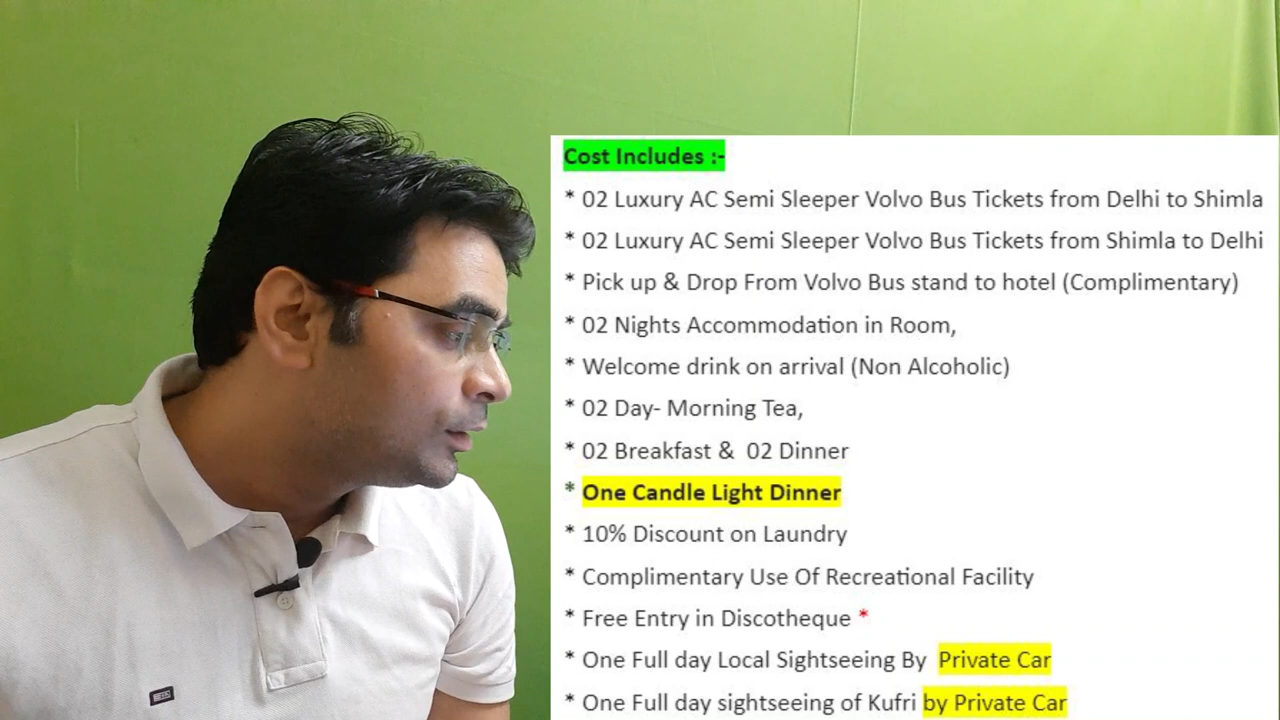 Cost Includes :-
* 02 Luxury AC Semi Sleeper Volvo Bus Tickets from Delhi to Shimla
* 02 Luxury AC Semi Sleeper Volvo Bus Tickets from Shimla to Delhi
* Pick up & Drop From Volvo Bus stand to hotel (Complimentary)
* 02 Nights Accommodation in Room,
* Welcome drink on arrival (Non Alcoholic)
* 02 Day- Morning Tea,
* 02 Breakfast &  02 Dinner
* One Candle Light Dinner
* 10% Discount on Laundry
* Complimentary Use Of Recreational Facility
* Free Entry in Discotheque *
* One Full day Local Sightseeing By  Private Car
* One Full day sightseeing of Kufri by Private Car